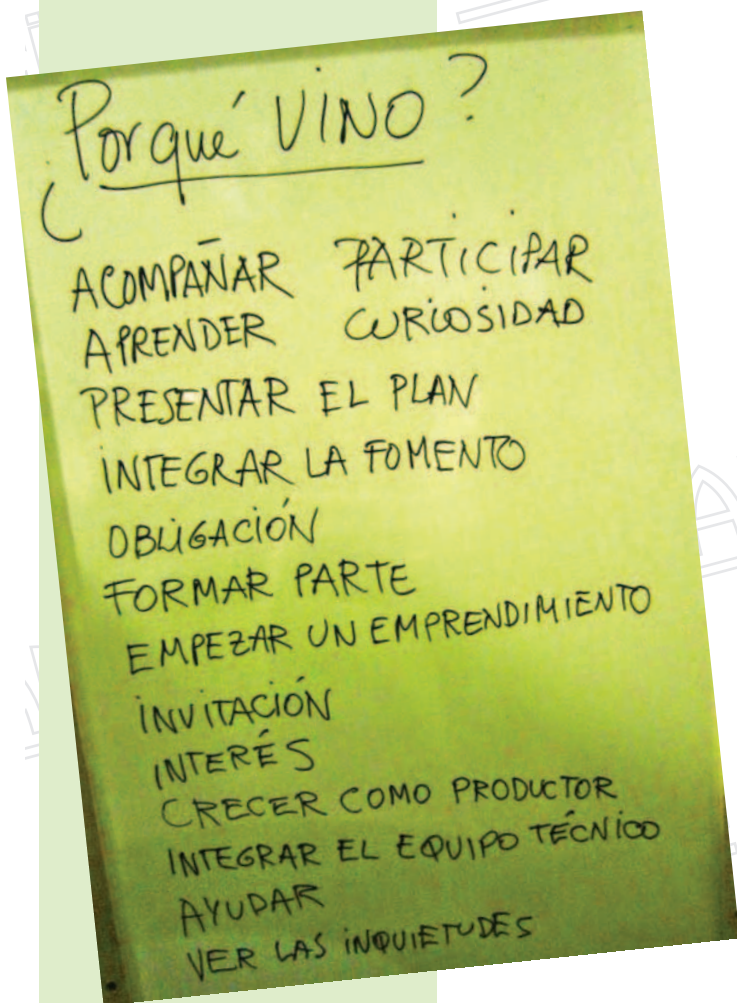 ¿Porqué VINO?
ACOMPAÑAR PARTICIPAR
APRENDER CURIOSIDAD
PRESENTAR EL PLAN
INTEGRAR LA FOMENTO
OBLIGACIÓN
FORMAR PARTE
EMPEZAR UN EMPRENDIMIENTO
INVITACIÓN
INTERÉS
CRECER COMO PRODUCTOR
INTEGRAR EL EQUIPO TÉCNICO
AYUDAR
VER LAS INQUIETUDES